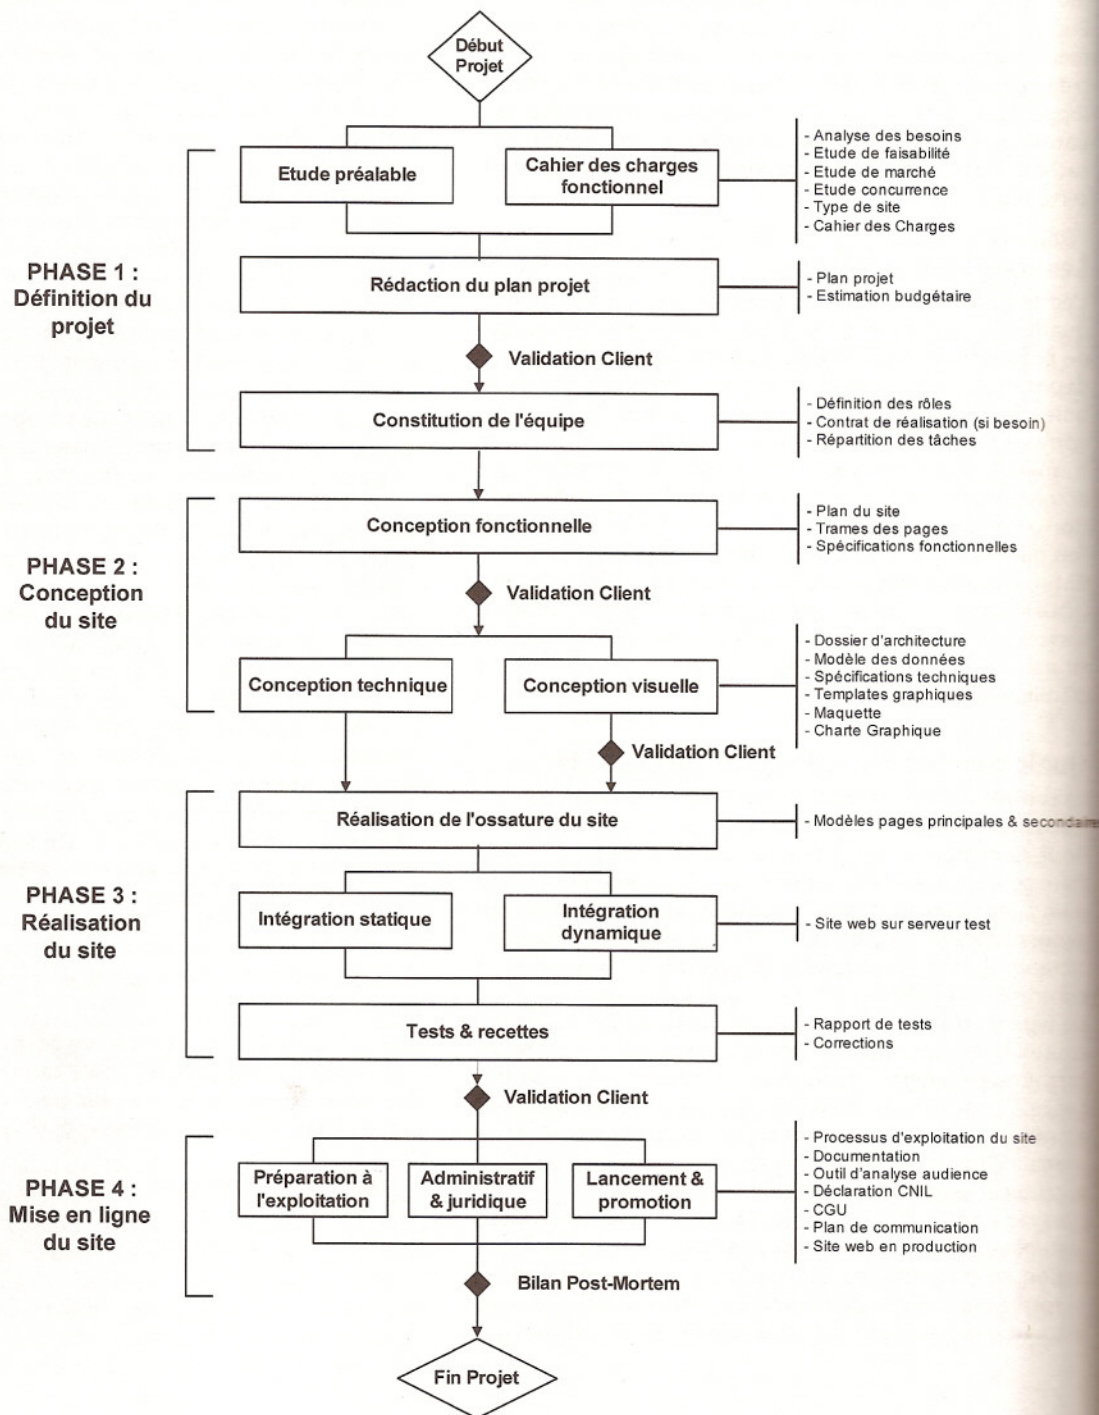 Début
Projet
Etude préalable
Cahier des charges
fonctionnel
- Analyse des besoins
- Etude de faisabilité
- Etude de marché
- Etude concurrence
- Type de site
- Cahier des Charges
PHASE 1 :
Définition du
projet
Rédaction du plan projet
- Plan projet
- Estimation budgétaire
Validation Client
Constitution de l'équipe
- Définition des rôles
- Contrat de réalisation (si besoin)
- Répartition des tâches
PHASE 2 :
Conception
du site
Conception fonctionnelle
- Plan du site
- Trames des pages
- Spécifications fonctionnelles
Validation Client
Conception technique
Conception visuelle
- Dossier d'architecture
- Modèle des données
- Spécifications techniques
- Templates graphiques
- Maquette
- Charte Graphique
Validation Client
PHASE 3 :
Réalisation
du site
Réalisation de l'ossature du site
- Modèles pages principales & secondaire
Intégration statique
Intégration
dynamique
- Site web sur serveur test
Tests & recettes
- Rapport de tests
- Corrections
Validation Client
PHASE 4 :
Mise en ligne
du site
Préparation à
l'exploitation
Administratif
& juridique
Lancement &
promotion
- Processus d'exploitation du site
- Documentation
- Outil d'analyse audience
- Déclaration CNIL
- CGU
- Plan de communication
- Site web en production
Bilan Post-Mortem
Fin Projet